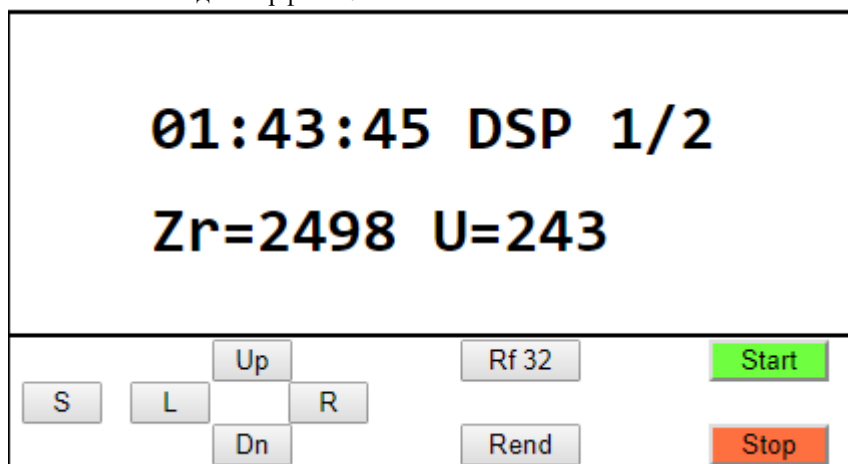 01:43:45 DSP 1/2
Zr=2498 U=243
Up Rf 32 Start
S L R
Dn Rend Stop